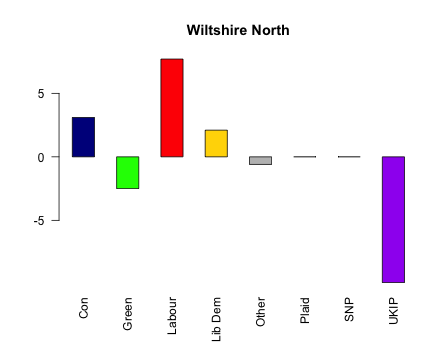 Wiltshire North
5
0
-5
Con
Green
Labour
Lib Dem
Other
Plaid
SNP
UKIP